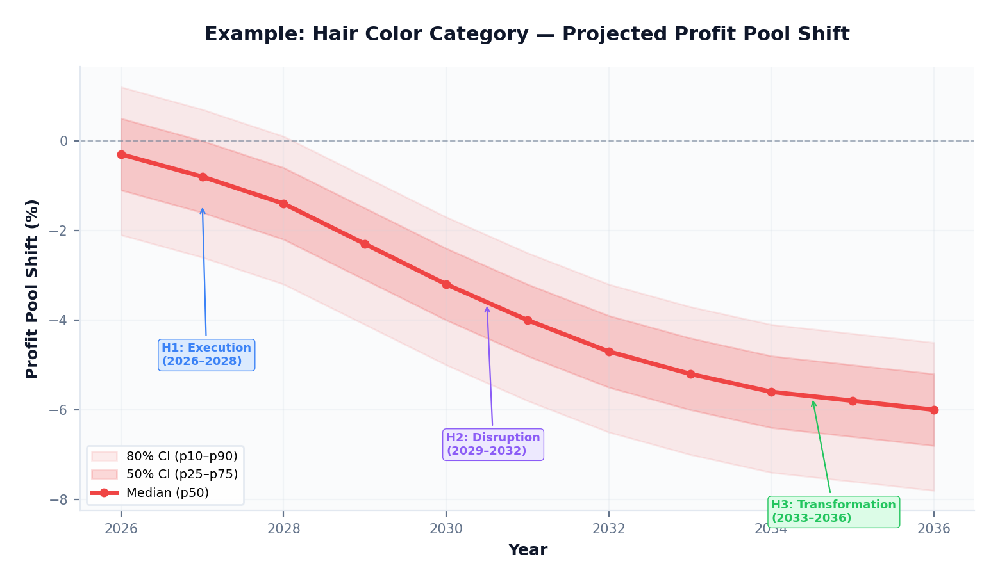 Example: Hair Color Category — Projected Profit Pool Shift
Profit Pool Shift (%)
0
−2
−4
−6
−8
H1: Execution
(2026–2028)
H2: Disruption
(2029–2032)
H3: Transformation
(2033–2036)
80% CI (p10–p90)
50% CI (p25–p75)
Median (p50)
2026
2028
2030
2032
2034
2036
Year